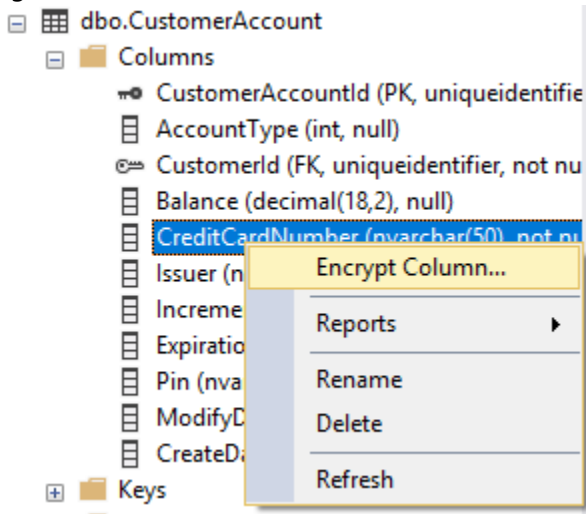 dbo.CustomerAccount
Columns
CustomerAccountId (PK, uniqueidentifie
AccountType (int, null)
CustomerId (FK, uniqueidentifier, not nu
Balance (decimal(18,2), null)
CreditCardNumber (nvarchar(50), not nu
Issuer (n
Encrypt Column...
Increme
Reports
Expiratio
Pin (nva
Rename
ModifyD
Delete
CreateDa
Refresh
Keys